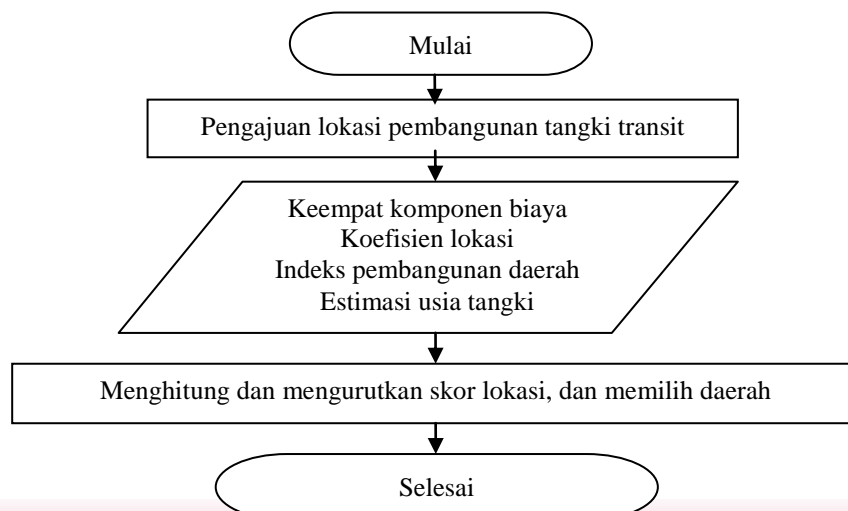 Mulai
Pengajuan lokasi pembangunan tangki transit
Keempat komponen biaya
Koefisien lokasi
Indeks pembangunan daerah
Estimasi usia tangki
Menghitung dan mengurutkan skor lokasi, dan memilih daerah
Selesai